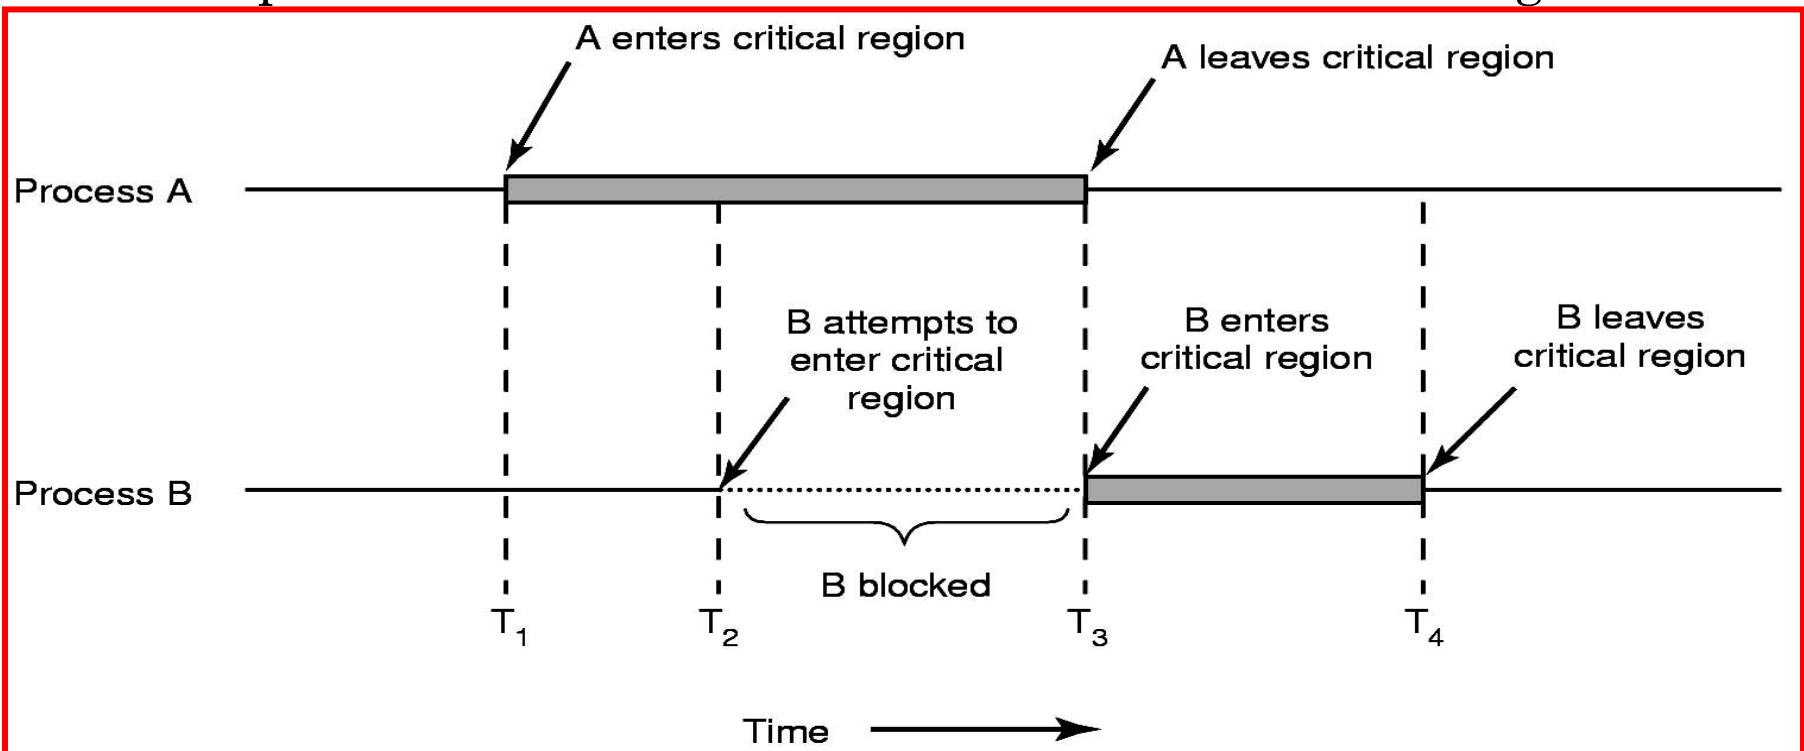 A enters critical region
A leaves critical region
Process A
B attempts to
enter critical
region
B enters
critical region
B leaves
critical region
Process B
B blocked
T1
T2
T3
T4
Time